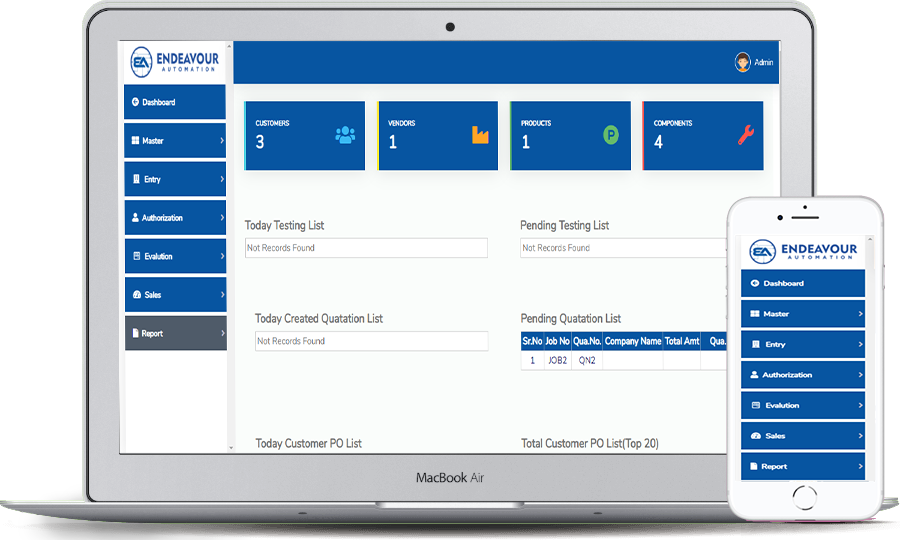 ENDEAVOUR
AUTOMATION
Admin
Dashboard
Master
Entry
Authorization
Evalution
Sales
Report
CUSTOMERS
3
VENDORS
1
PRODUCTS
1
P
COMPONENTS
4
Today Testing List
Not Records Found
Pending Testing List
Not Records Found
Today Created Quatation List
Not Records Found
Pending Quatation List
Sr.No Job No Qua.No. Company Name Total Amt Qua.
1 JOB2 QN2
Today Customer PO List
Total Customer PO List(Top 20)
MacBook Air
EA ENDEAVOUR
AUTOMATION
Dashboard
Master
Entry
Authorization
Evalution
Sales
Report